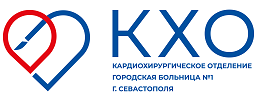 КХО
КАРДИОХИРУРГИЧЕСКОЕ ОТДЕЛЕНИЕ
ГОРОДСКАЯ БОЛЬНИЦА №1
Г. СЕВАСТОПОЛЯ